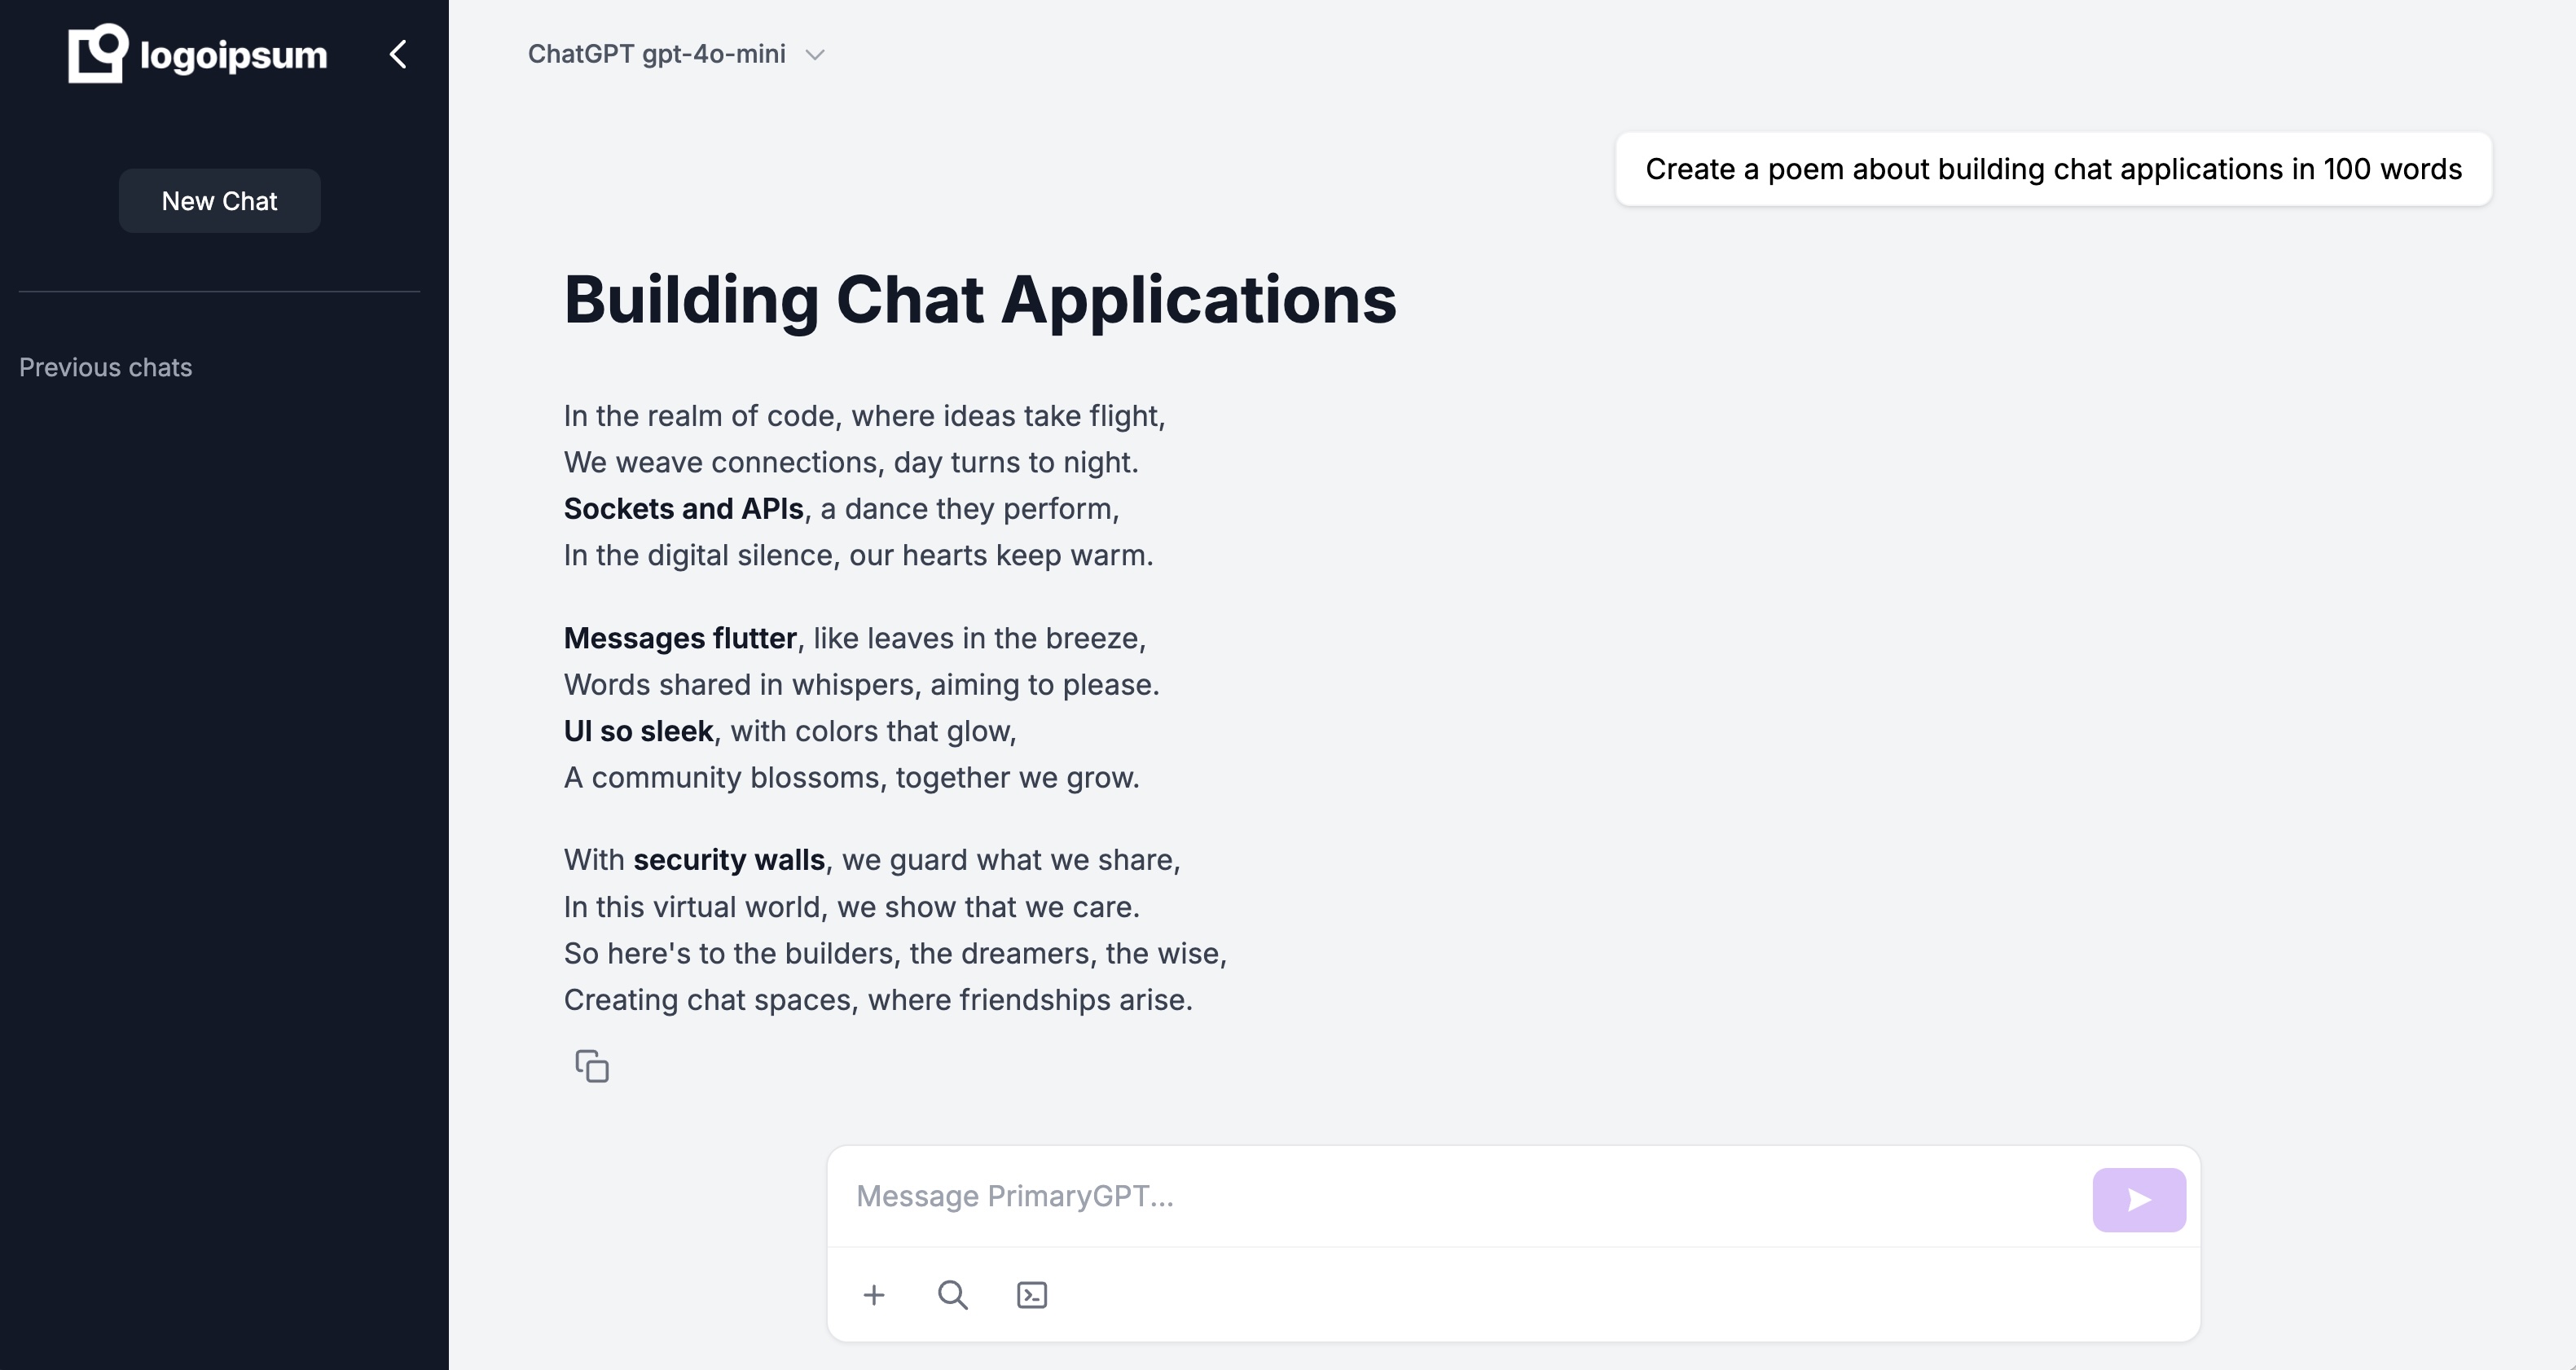 logoipsum
New Chat
Previous chats
ChatGPT gpt-4o-mini
Create a poem about building chat applications in 100 words
Building Chat Applications
In the realm of code, where ideas take flight,
We weave connections, day turns to night.
Sockets and APIs, a dance they perform,
In the digital silence, our hearts keep warm.
Messages flutter, like leaves in the breeze,
Words shared in whispers, aiming to please.
UI so sleek, with colors that glow,
A community blossoms, together we grow.
With security walls, we guard what we share,
In this virtual world, we show that we care.
So here's to the builders, the dreamers, the wise,
Creating chat spaces, where friendships arise.
Message PrimaryGPT...